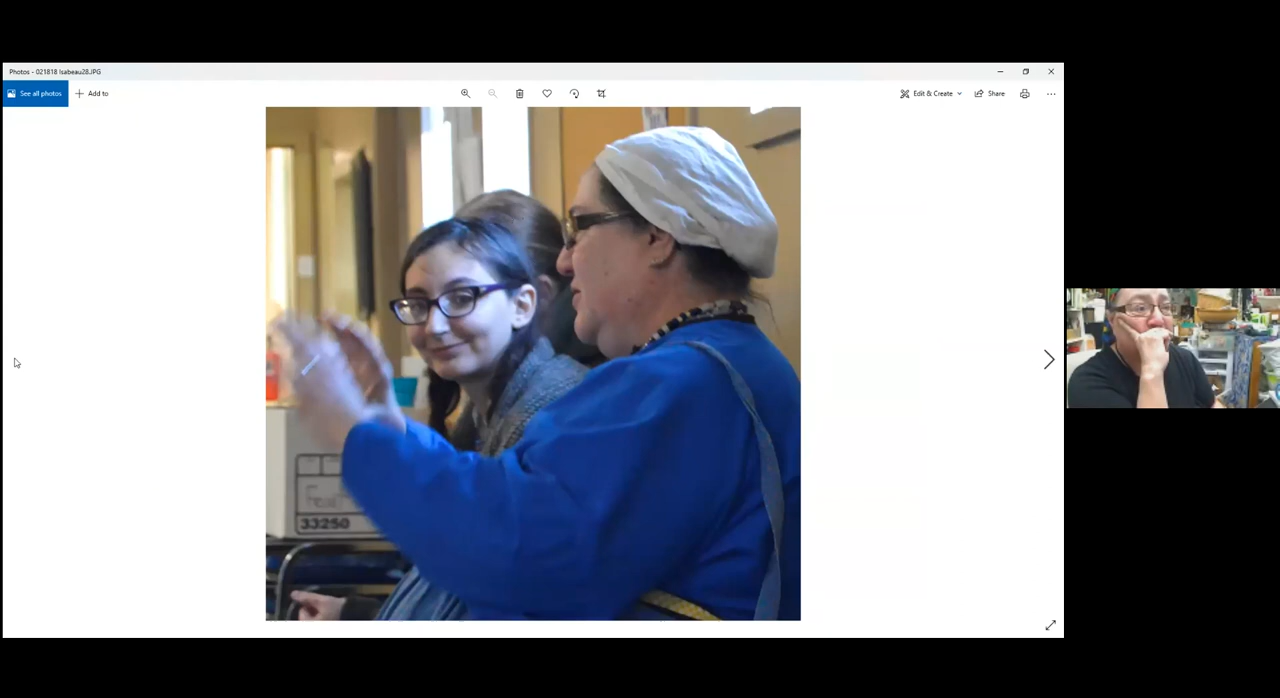 Photos - 021818 Isabeau28.JPG
See all photos
Add to
Edit & Create
Share
33250